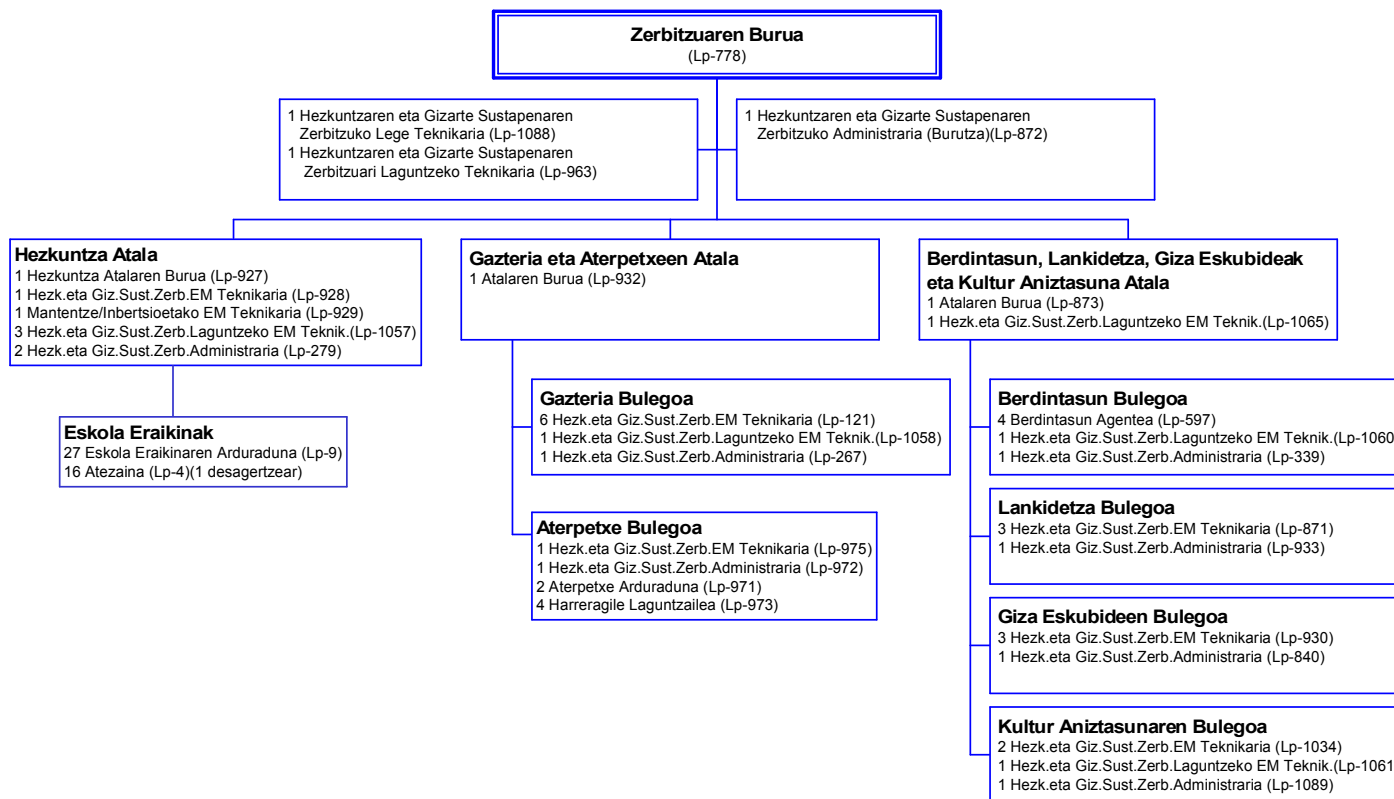 Zerbitzuaren Burua
(Lp-778)
1 Hezkuntzaren eta Gizarte Sustapenaren
Zerbitzuko Lege Teknikaria (Lp-1088)
1 Hezkuntzaren eta Gizarte Sustapenaren
Zerbitzuari Laguntzeko Teknikaria (Lp-963)
1 Hezkuntzaren eta Gizarte Sustapenaren
Zerbitzuko Administraria (Burutza)(Lp-872)
Hezkuntza Atala
1 Hezkuntza Atalaren Burua (Lp-927)
1 Hezk.eta Giz.Sust.Zerb.EM Teknikaria (Lp-928)
1 Mantentze/Inbertsioetako EM Teknikaria (Lp-929)
3 Hezk.eta Giz.Sust.Zerb.Laguntzeko EM Teknik.(Lp-1057)
2 Hezk.eta Giz.Sust.Zerb.Administraria (Lp-279)
Eskola Eraikinak
27 Eskola Eraikinaren Arduraduna (Lp-9)
16 Atezaina (Lp-4)(1 desagertzear)
Gazteria eta Aterpetxeen Atala
1 Atalaren Burua (Lp-932)
Gazteria Bulegoa
6 Hezk.eta Giz.Sust.Zerb.EM Teknikaria (Lp-121)
1 Hezk.eta Giz.Sust.Zerb.Laguntzeko EM Teknik.(Lp-1058)
1 Hezk.eta Giz.Sust.Zerb.Administraria (Lp-267)
Aterpetxe Bulegoa
1 Hezk.eta Giz.Sust.Zerb.EM Teknikaria (Lp-975)
1 Hezk.eta Giz.Sust.Zerb.Administraria (Lp-972)
2 Aterpetxe Arduraduna (Lp-971)
4 Harreragile Laguntzailea (Lp-973)
Berdintasun, Lankidetza, Giza Eskubideak
eta Kultur Aniztasuna Atala
1 Atalaren Burua (Lp-873)
1 Hezk.eta Giz.Sust.Zerb.Laguntzeko EM Teknik.(Lp-1065)
Berdintasun Bulegoa
4 Berdintasun Agentea (Lp-597)
1 Hezk.eta Giz.Sust.Zerb.Laguntzeko EM Teknik.(Lp-1060
1 Hezk.eta Giz.Sust.Zerb.Administraria (Lp-339)
Lankidetza Bulegoa
3 Hezk.eta Giz.Sust.Zerb.EM Teknikaria (Lp-871)
1 Hezk.eta Giz.Sust.Zerb.Administraria (Lp-933)
Giza Eskubideen Bulegoa
3 Hezk.eta Giz.Sust.Zerb.EM Teknikaria (Lp-930)
1 Hezk.eta Giz.Sust.Zerb.Administraria (Lp-840)
Kultur Aniztasunaren Bulegoa
2 Hezk.eta Giz.Sust.Zerb.EM Teknikaria (Lp-1034)
1 Hezk.eta Giz.Sust.Zerb.Laguntzeko EM Teknik.(Lp-1061
1 Hezk.eta Giz.Sust.Zerb.Administraria (Lp-1089)